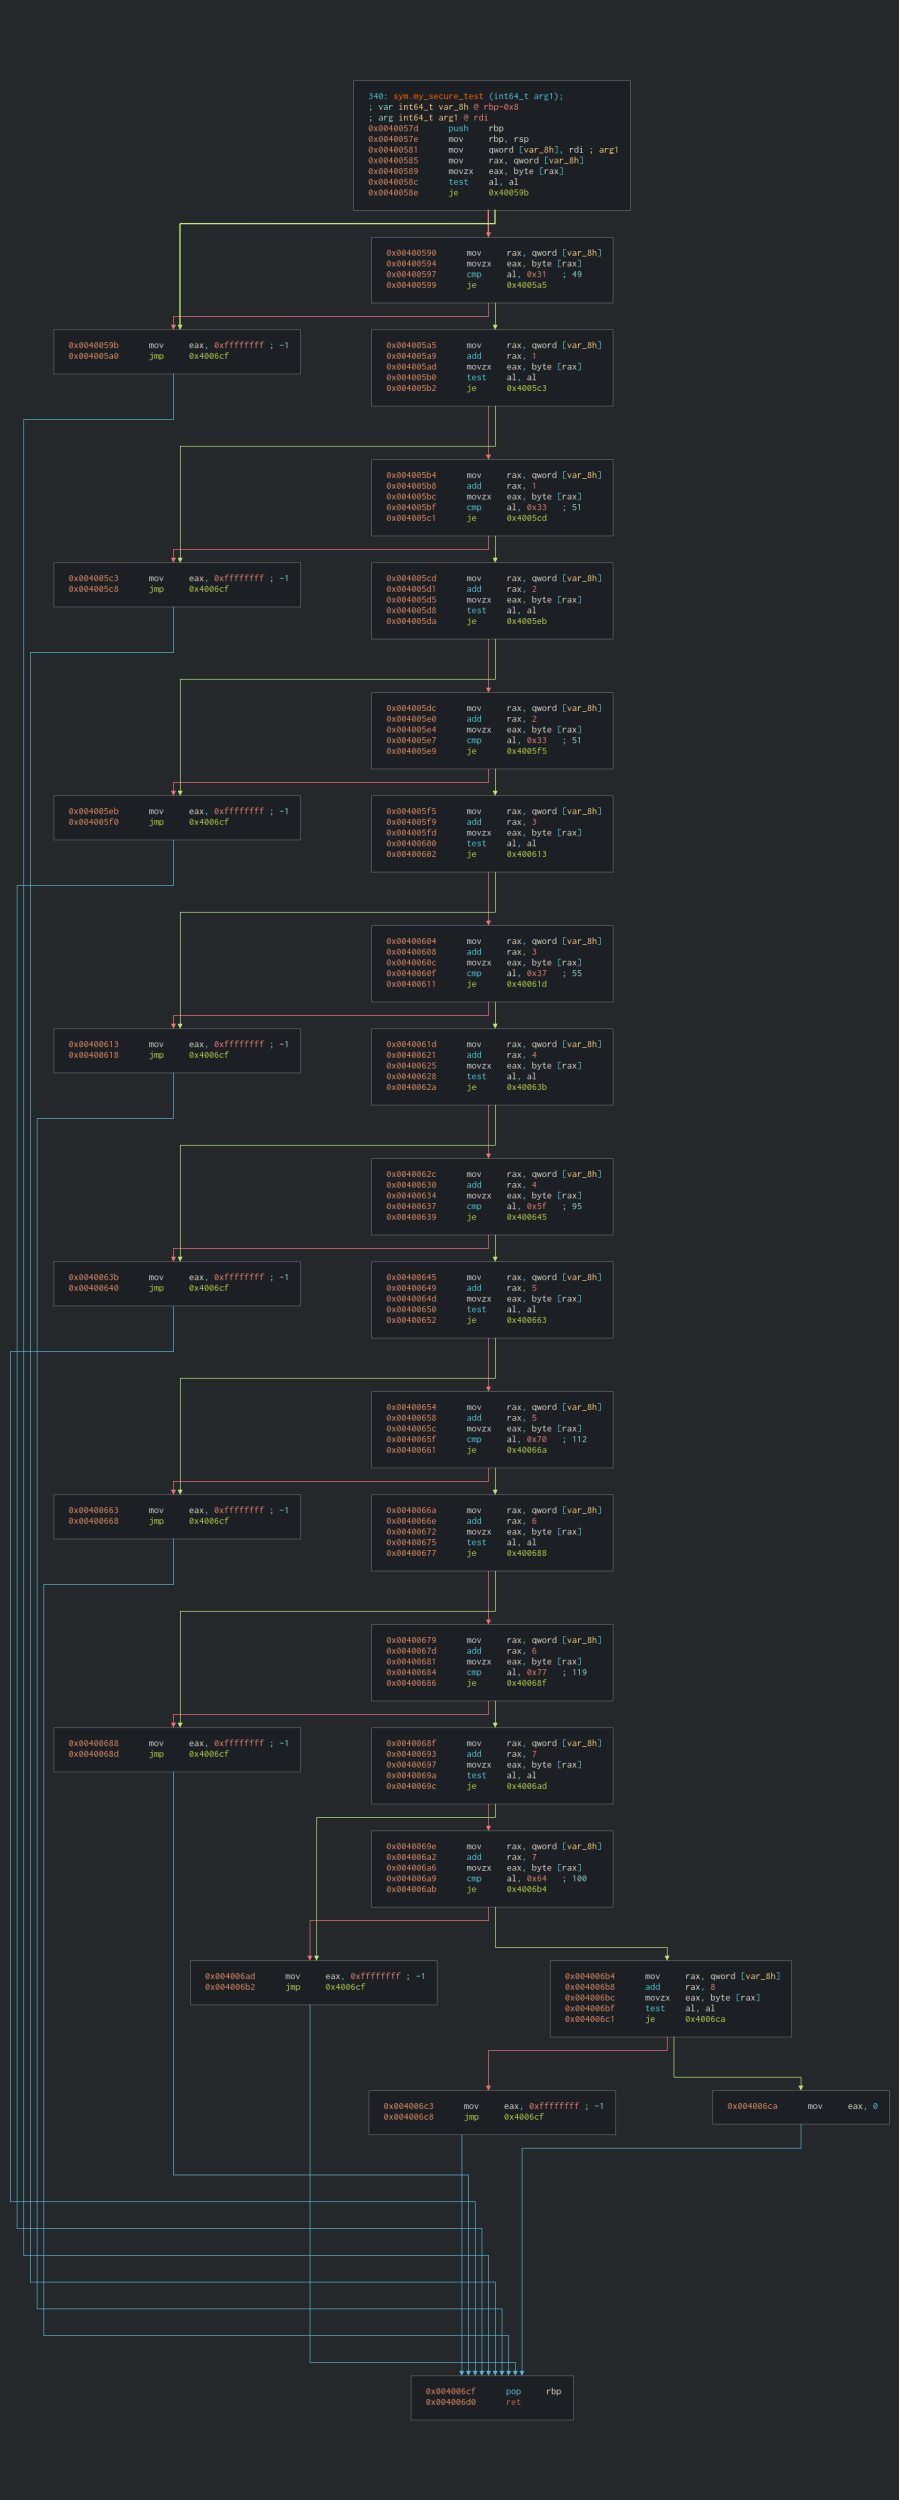 340: sym.my_secure_test (int64_t arg1);
; var int64_t var_8h @ rbp-0x8
; arg int64_t arg1 @ rdi
0x0040057d push rbp
0x0040057e mov rbp, rsp
0x00400581 mov qword [var_8h], rdi ; arg1
0x00400585 mov rax, qword [var_8h]
0x00400589 movzx eax, byte [rax]
0x0040058c test al, al
0x0040058e je 0x40059b
0x00400590 mov rax, qword [var_8h]
0x00400594 movzx eax, byte [rax]
0x00400597 cmp al, 0x31 ; 49
0x00400599 je 0x4005a5
0x0040059b mov eax, 0xffffffff ; -1
0x004005a0 jmp 0x4006cf
0x004005a5 mov rax, qword [var_8h]
0x004005a9 add rax, 1
0x004005ad movzx eax, byte [rax]
0x004005b0 test al, al
0x004005b2 je 0x4005c3
0x004005b4 mov rax, qword [var_8h]
0x004005b8 add rax, 1
0x004005bc movzx eax, byte [rax]
0x004005bf cmp al, 0x33 ; 51
0x004005c1 je 0x4005cd
0x004005c3 mov eax, 0xffffffff ; -1
0x004005c8 jmp 0x4006cf
0x004005cd mov rax, qword [var_8h]
0x004005d1 add rax, 2
0x004005d5 movzx eax, byte [rax]
0x004005d8 test al, al
0x004005da je 0x4005eb
0x004005dc mov rax, qword [var_8h]
0x004005e0 add rax, 2
0x004005e4 movzx eax, byte [rax]
0x004005e7 cmp al, 0x33 ; 51
0x004005e9 je 0x4005f5
0x004005eb mov eax, 0xffffffff ; -1
0x004005f0 jmp 0x4006cf
0x004005f5 mov rax, qword [var_8h]
0x004005f9 add rax, 3
0x004005fd movzx eax, byte [rax]
0x00400600 test al, al
0x00400602 je 0x400613
0x00400604 mov rax, qword [var_8h]
0x00400608 add rax, 3
0x0040060c movzx eax, byte [rax]
0x0040060f cmp al, 0x37 ; 55
0x00400611 je 0x40061d
0x00400613 mov eax, 0xffffffff ; -1
0x00400618 jmp 0x4006cf
0x0040061d mov rax, qword [var_8h]
0x00400621 add rax, 4
0x00400625 movzx eax, byte [rax]
0x00400628 test al, al
0x0040062a je 0x40063b
0x0040062c mov rax, qword [var_8h]
0x00400630 add rax, 4
0x00400634 movzx eax, byte [rax]
0x00400637 cmp al, 0x5f ; 95
0x00400639 je 0x400645
0x0040063b mov eax, 0xffffffff ; -1
0x00400640 jmp 0x4006cf
0x00400645 mov rax, qword [var_8h]
0x00400649 add rax, 5
0x0040064d movzx eax, byte [rax]
0x00400650 test al, al
0x00400652 je 0x400663
0x00400654 mov rax, qword [var_8h]
0x00400658 add rax, 5
0x0040065c movzx eax, byte [rax]
0x0040065f cmp al, 0x70 ; 112
0x00400661 je 0x40066a
0x00400663 mov eax, 0xffffffff ; -1
0x00400668 jmp 0x4006cf
0x0040066a mov rax, qword [var_8h]
0x0040066e add rax, 6
0x00400672 movzx eax, byte [rax]
0x00400675 test al, al
0x00400677 je 0x400688
0x00400679 mov rax, qword [var_8h]
0x0040067d add rax, 6
0x00400681 movzx eax, byte [rax]
0x00400684 cmp al, 0x77 ; 119
0x00400686 je 0x40068f
0x00400688 mov eax, 0xffffffff ; -1
0x0040068d jmp 0x4006cf
0x0040068f mov rax, qword [var_8h]
0x00400693 add rax, 7
0x00400697 movzx eax, byte [rax]
0x0040069a test al, al
0x0040069c je 0x4006ad
0x0040069e mov rax, qword [var_8h]
0x004006a2 add rax, 7
0x004006a6 movzx eax, byte [rax]
0x004006a9 cmp al, 0x64 ; 100
0x004006ab je 0x4006b4
0x004006ad mov eax, 0xffffffff ; -1
0x004006b2 jmp 0x4006cf
0x004006b4 mov rax, qword [var_8h]
0x004006b8 add rax, 8
0x004006bc movzx eax, byte [rax]
0x004006bf test al, al
0x004006c1 je 0x4006ca
0x004006c3 mov eax, 0xffffffff ; -1
0x004006c8 jmp 0x4006cf
0x004006ca mov eax, 0
0x004006cf pop rbp
0x004006d0 ret